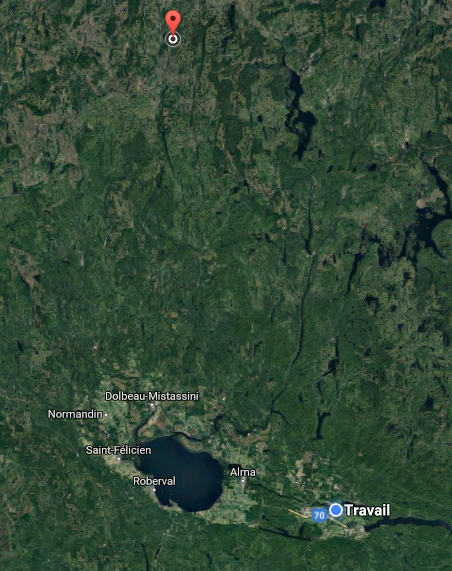 Dolbeau-Mistassini
Normandin
Saint-Félicien
Roberval
Alma
70
Travail